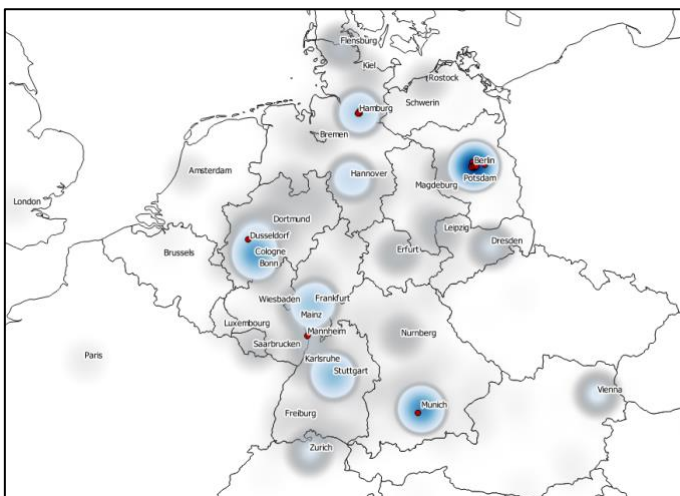 Flensburg
Kiel
Rostock
Schwerin
Hamburg
Bremen
Berlin
Amsterdam
Hannover
Potsdam
Magdeburg
London
Dortmund
Leipzig
Dusseldorf
Dresden
Brussels
Cologne
Erfurt
Bonn
Wiesbaden
Frankfurt
Mainz
Luxembourg
Mannheim
Nurnberg
Saarbrucken
Paris
Karlsruhe
Stuttgart
Vienna
Munich
Freiburg
Zurich